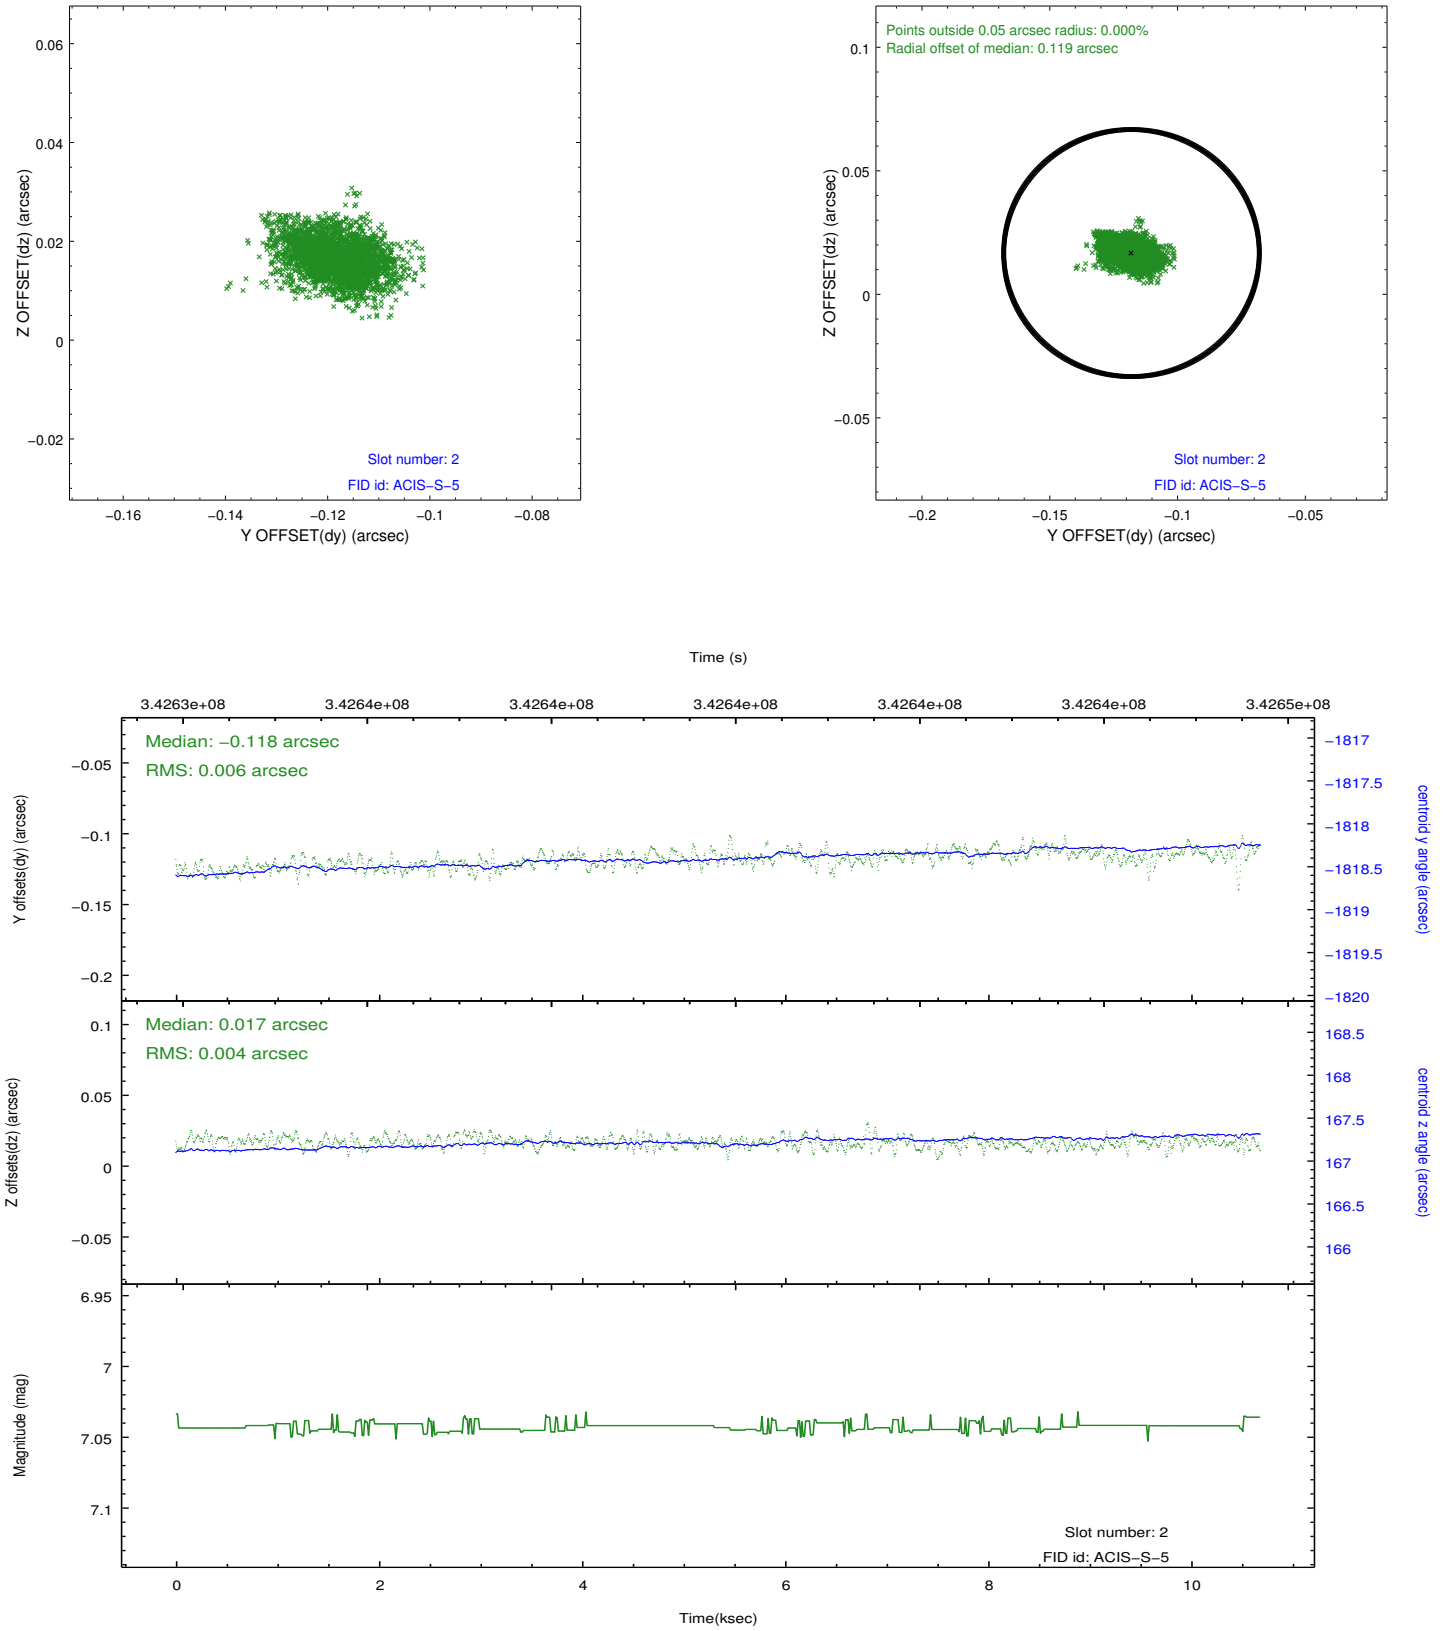 0.06
0.04
0.02
0
−0.02
Z OFFSET(dz) (arcsec)
Slot number: 2
FID id: ACIS−S−5
−0.16 −0.14 −0.12 −0.1 −0.08
Y OFFSET(dy) (arcsec)
Points outside 0.05 arcsec radius: 0.000%
Radial offset of median: 0.119 arcsec
0.1
0.05
0
−0.05
Z OFFSET(dz) (arcsec)
Slot number: 2
FID id: ACIS−S−5
−0.2 −0.15 −0.1 −0.05
Y OFFSET(dy) (arcsec)
Time (s)
3.4263e+08 3.4264e+08 3.4264e+08 3.4264e+08 3.4264e+08 3.4264e+08 3.4265e+08
Median: −0.118 arcsec
RMS: 0.006 arcsec
−0.05
−0.1
−0.15
−0.2
Y offsets(dy) (arcsec)
−1817
−1817.5
−1818
−1818.5
−1819
−1819.5
−1820
centroid y angle (arcsec)
Median: 0.017 arcsec
RMS: 0.004 arcsec
0.1
0.05
0
−0.05
Z offsets(dz) (arcsec)
168.5
168
167.5
167
166.5
166
centroid z angle (arcsec)
6.95
7
7.05
7.1
Magnitude (mag)
Slot number: 2
FID id: ACIS−S−5
0 2 4 6 8 10
Time(ksec)